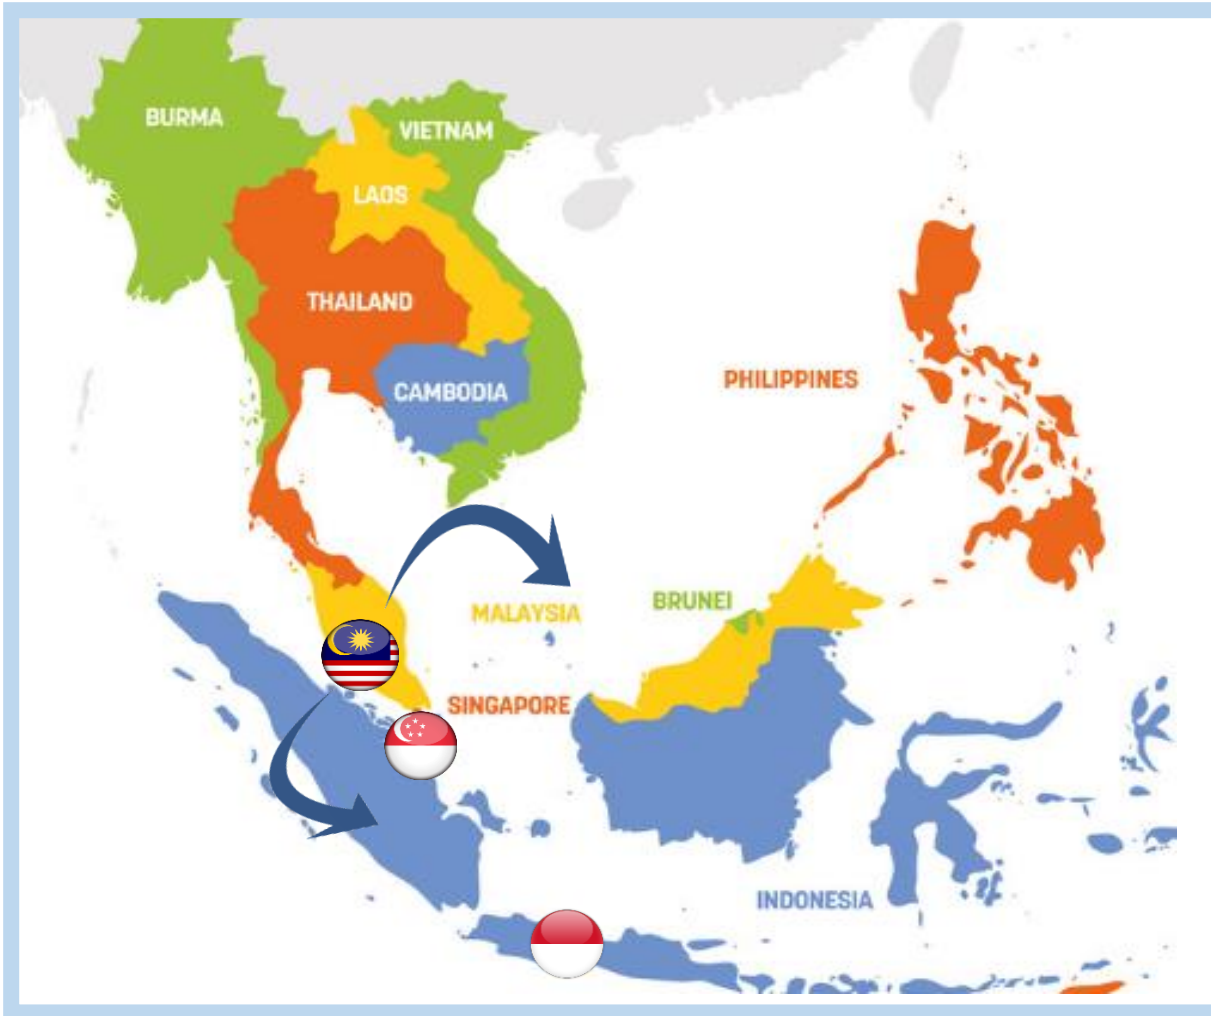 BURMA
VIETNAM
LAOS
THAILAND
CAMBODIA
PHILIPPINES
BRUNEI
MALAYSIA
SINGAPORE
INDONESIA